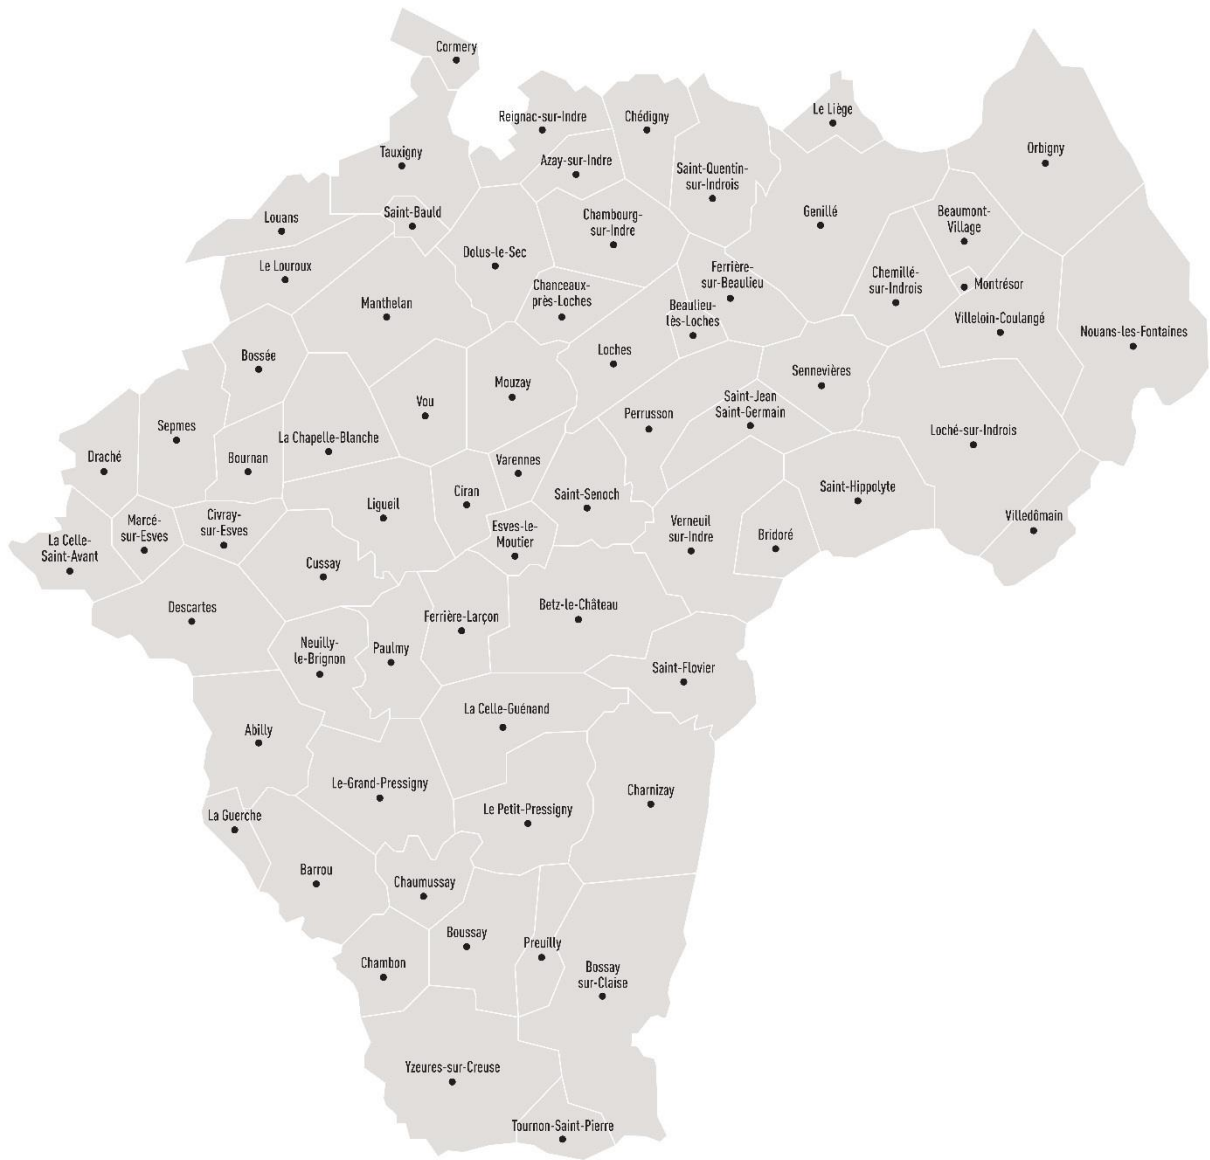 Cormery
Le Liège
Reignac-sur-Indre
Chédigny
Orbigny
Tauxigny
Azay-sur-Indre
Saint-Quentin-
sur-Indrois
Saint-Bauld
Louans
Chambourg-
sur-Indre
Genillé
Beaumont-
Village
Dolus-le-Sec
Le Louroux
Ferrière-
sur-Beaulieu
Chemillé-
sur-Indrois
Montrésor
Chanceaux-
près-Loches
Manthelan
Beaulieu-
lès-Loches
Villeloin-Coulangé
Nouans-les-Fontaines
Bossée
Loches
Sennevières
Mouzay
Vou
Saint-Jean
Saint-Germain
Perrusson
Sepmes
La Chapelle-Blanche
Loché-sur-Indrois
Draché
Bournan
Varennes
Ciran
Saint-Senoch
Saint-Hippolyte
Ligueil
Marcé-
sur-Esves
Civray-
sur-Esves
Esves-le-
Moutier
Verneuil
sur-Indre
Bridoré
Villedômain
La Celle-
Saint-Avant
Cussay
Descartes
Ferrière-Larçon
Betz-le-Château
Neuilly-
le-Brignon
Paulmy
Saint-Flovier
La Celle-Guénand
Abilly
Le-Grand-Pressigny
Charnizay
La Guerche
Le Petit-Pressigny
Barrou
Chaumussay
Boussay
Preuilly
Chambon
Bossay
sur-Claise
Yzeures-sur-Creuse
Tournon-Saint-Pierre